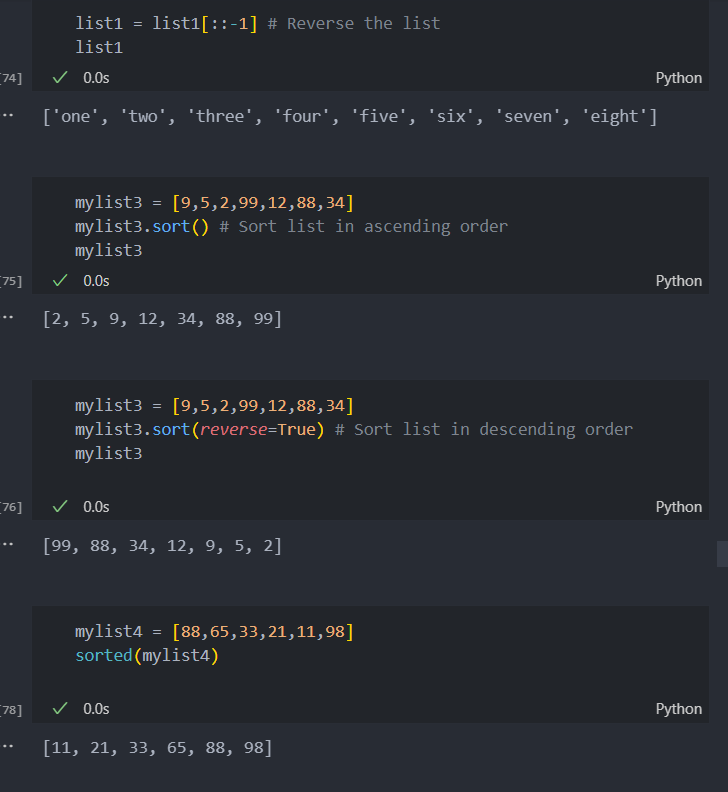 list1 = list1[::-1] # Reverse the list
list1
[74] 0.0s Python
['one', 'two', 'three', 'four', 'five', 'six', 'seven', 'eight']
mylist3 = [9,5,2,99,12,88,34]
mylist3.sort() # Sort list in ascending order
mylist3
[75] 0.0s Python
[2, 5, 9, 12, 34, 88, 99]
mylist3 = [9,5,2,99,12,88,34]
mylist3.sort(reverse=True) # Sort list in descending order
mylist3
[76] 0.0s Python
[99, 88, 34, 12, 9, 5, 2]
mylist4 = [88,65,33,21,11,98]
sorted(mylist4)
[78] 0.0s Python
[11, 21, 33, 65, 88, 98]